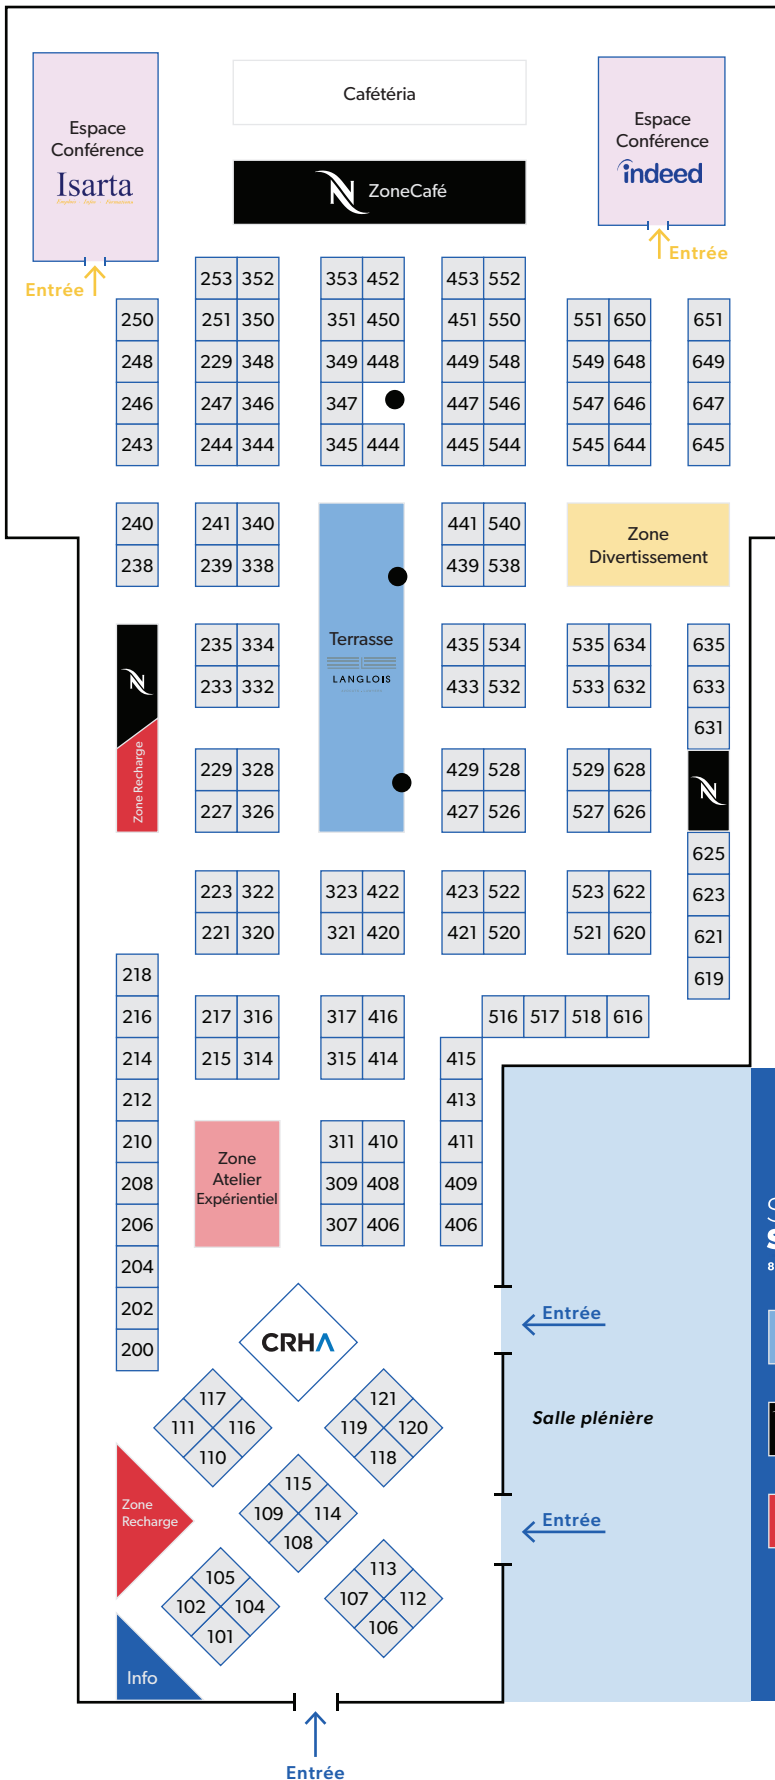 Cafétéria
Espace
Conférence
Isarta
Espace
Conférence
indeed
N ZoneCafé
Entrée
Entrée
253 352 353 452 453 552
250 251 350 351 450 451 550 551 650 651
248 229 348 349 448 449 548 549 648 649
246 247 346 347 447 546 547 646 647
243 244 344 345 444 445 544 545 644 645
240 241 340 441 540
238 239 338 439 538
Zone
Divertissement
Terrasse
LANGLOIS
235 334 435 534 535 634 635
233 332 433 532 533 632 633
631
N
Zone Recharge
N
229 328 429 528 529 628
227 326 427 526 527 626
625
223 322 323 422 423 522 523 622 623
221 320 321 420 421 520 521 620 621
619
218
216 217 316 317 416 516 517 518 616
214 215 314 315 414 415
212 413
210 311 410 411
208 309 408 409
206 307 406 406
204
202
200
Zone
Atelier
Expérientiel
CRHA
Entrée
Salle plénière
Entrée
117
111 116
110
121
119 120
118
115
109 114
108
Zone
Recharge
105
102 104
101
113
107 112
106
Info
Entrée
S
8